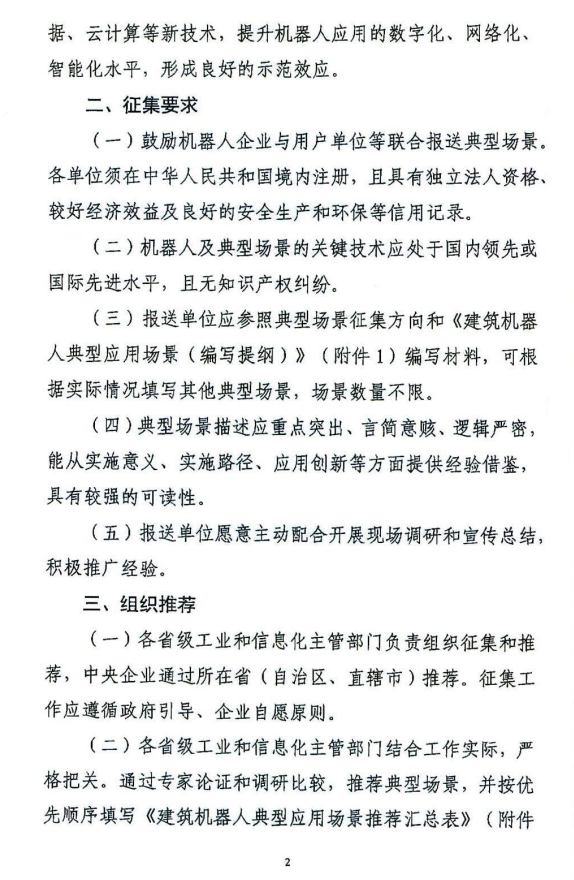 据、云计算等新技术，提升机器人应用的数字化、网络化、
智能化水平，形成良好的示范效应。
二、征集要求
（一）鼓励机器人企业与用户单位等联合报送典型场景。
各单位须在中华人民共和国境内注册，且具有独立法人资格、
较好经济效益及良好的安全生产和环保等信用记录。
（二）机器人及典型场景的关键技术应处于国内领先或
国际先进水平，且无知识产权纠纷。
（三）报送单位应参照典型场景征集方向和《建筑机器
人典型应用场景（编写提纲）》（附件1）编写材料，可根
据实际情况填写其他典型场景，场景数量不限。
（四）典型场景描述应重点突出、言简意赅、逻辑严密，
能从实施意义、实施路径、应用创新等方面提供经验借鉴，
具有较强的可读性。
（五）报送单位愿意主动配合开展现场调研和宣传总结，
积极推广经验。
三、组织推荐
（一）各省级工业和信息化主管部门负责组织征集和推
荐，中央企业通过所在省（自治区、直辖市）推荐。征集工
作应遵循政府引导、企业自愿原则。
（二）各省级工业和信息化主管部门结合工作实际，严
格把关。通过专家论证和调研比较，推荐典型场景，并按优
先顺序填写《建筑机器人典型应用场景推荐汇总表》（附件
2